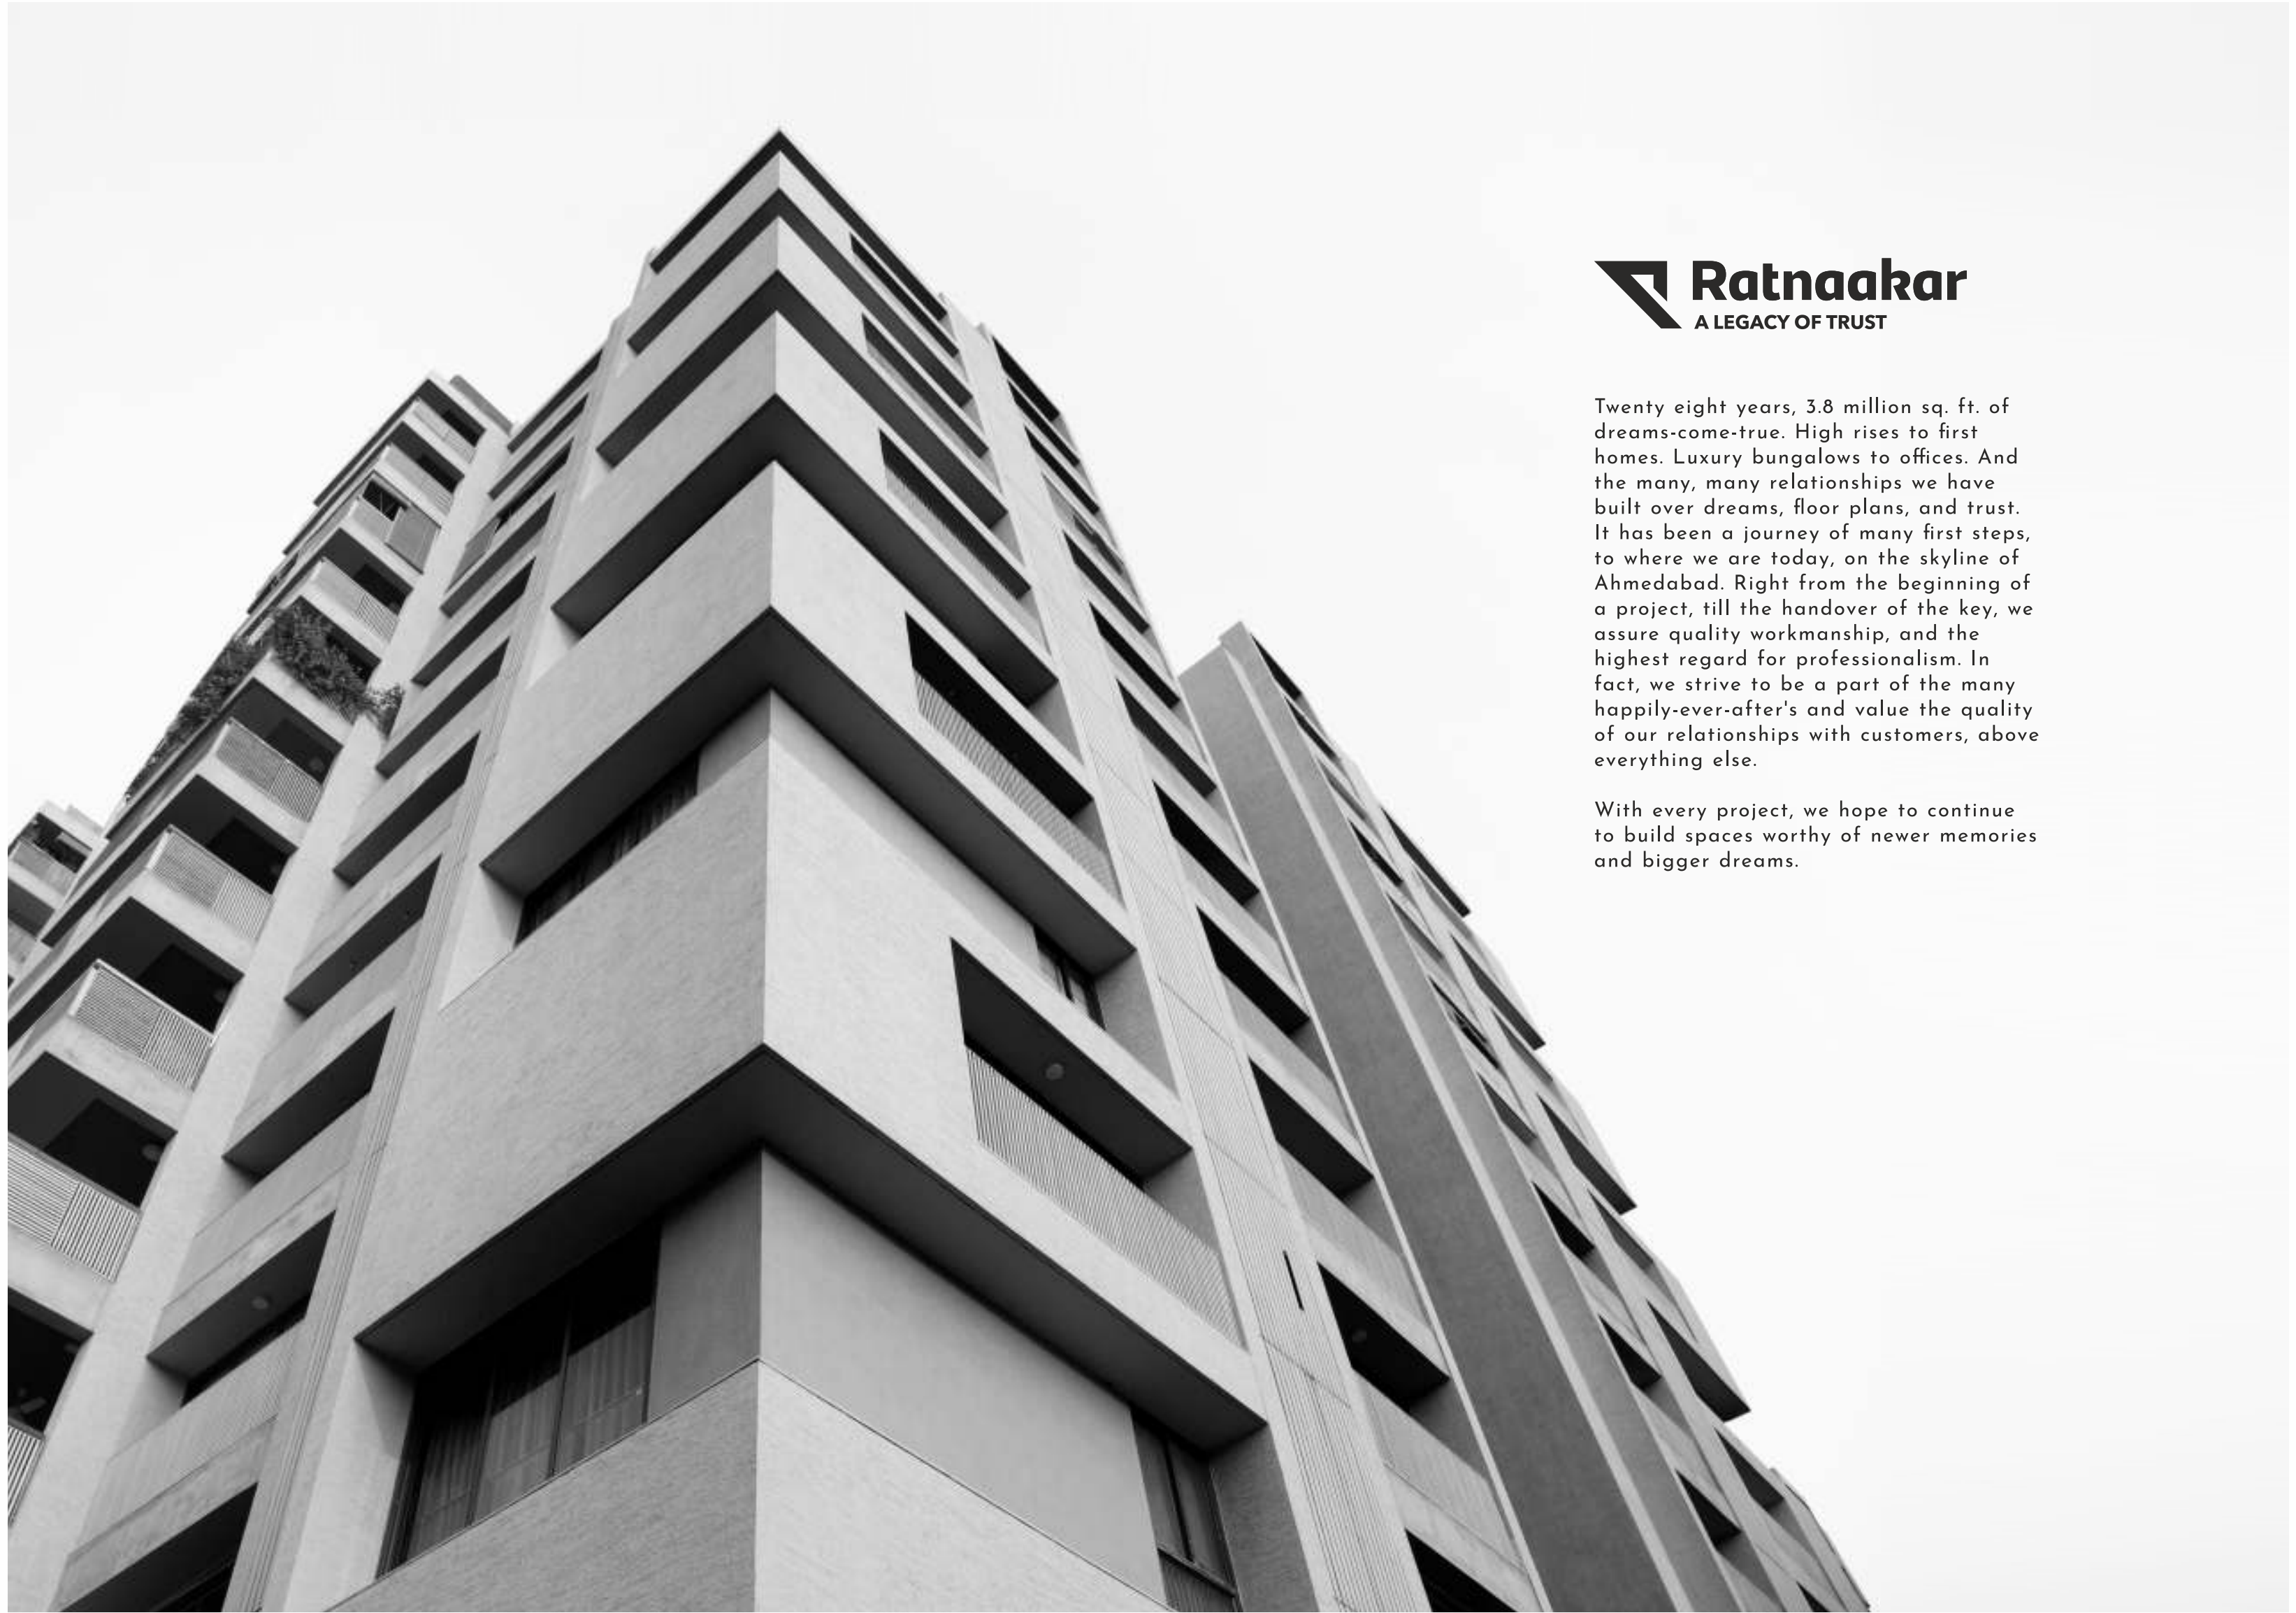 Ratnaakar
A LEGACY OF TRUST
Twenty eight years, 3.8 million sq. ft. of
dreams-come-true. High rises to first
homes. Luxury bungalows to offices. And
the many, many relationships we have
built over dreams, floor plans, and trust.
It has been a journey of many first steps,
to where we are today, on the skyline of
Ahmedabad. Right from the beginning of
a project, till the handover of the key, we
assure quality workmanship, and the
highest regard for professionalism. In
fact, we strive to be a part of the many
happily-ever-after's and value the quality
of our relationships with customers, above
everything else.
With every project, we hope to continue
to build spaces worthy of newer memories
and bigger dreams.